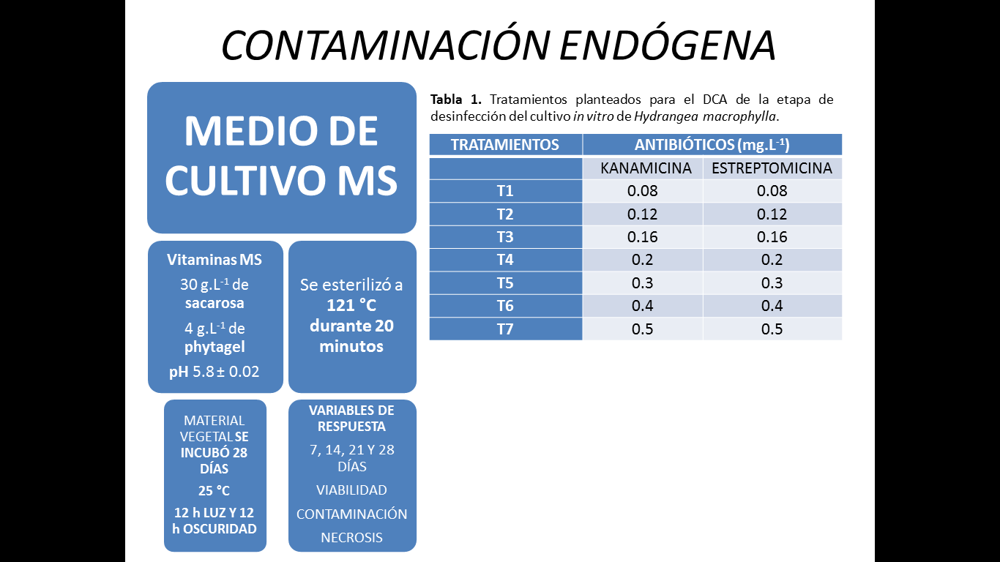 CONTAMINACIÓN ENDÓGENA
MEDIO DE
CULTIVO MS
Vitaminas MS
30 g.L-1 de
sacarosa
4 g.L-1 de
phytagel
pH 5.8 ± 0.02
Se esterilizó a
121 °C
durante 20
minutos
MATERIAL
VEGETAL SE
INCUBÓ 28
DÍAS
25 °C
12 h LUZ Y 12
h OSCURIDAD
VARIABLES DE
RESPUESTA
7, 14, 21 Y 28
DÍAS
VIABILIDAD
CONTAMINACIÓN
NECROSIS
Tabla 1. Tratamientos planteados para el DCA de la etapa de
desinfección del cultivo in vitro de Hydrangea macrophylla.
TRATAMIENTOS ANTIBIÓTICOS (mg.L-1)
KANAMICINA ESTREPTOMICINA
T1 0.08 0.08
T2 0.12 0.12
T3 0.16 0.16
T4 0.2 0.2
T5 0.3 0.3
T6 0.4 0.4
T7 0.5 0.5